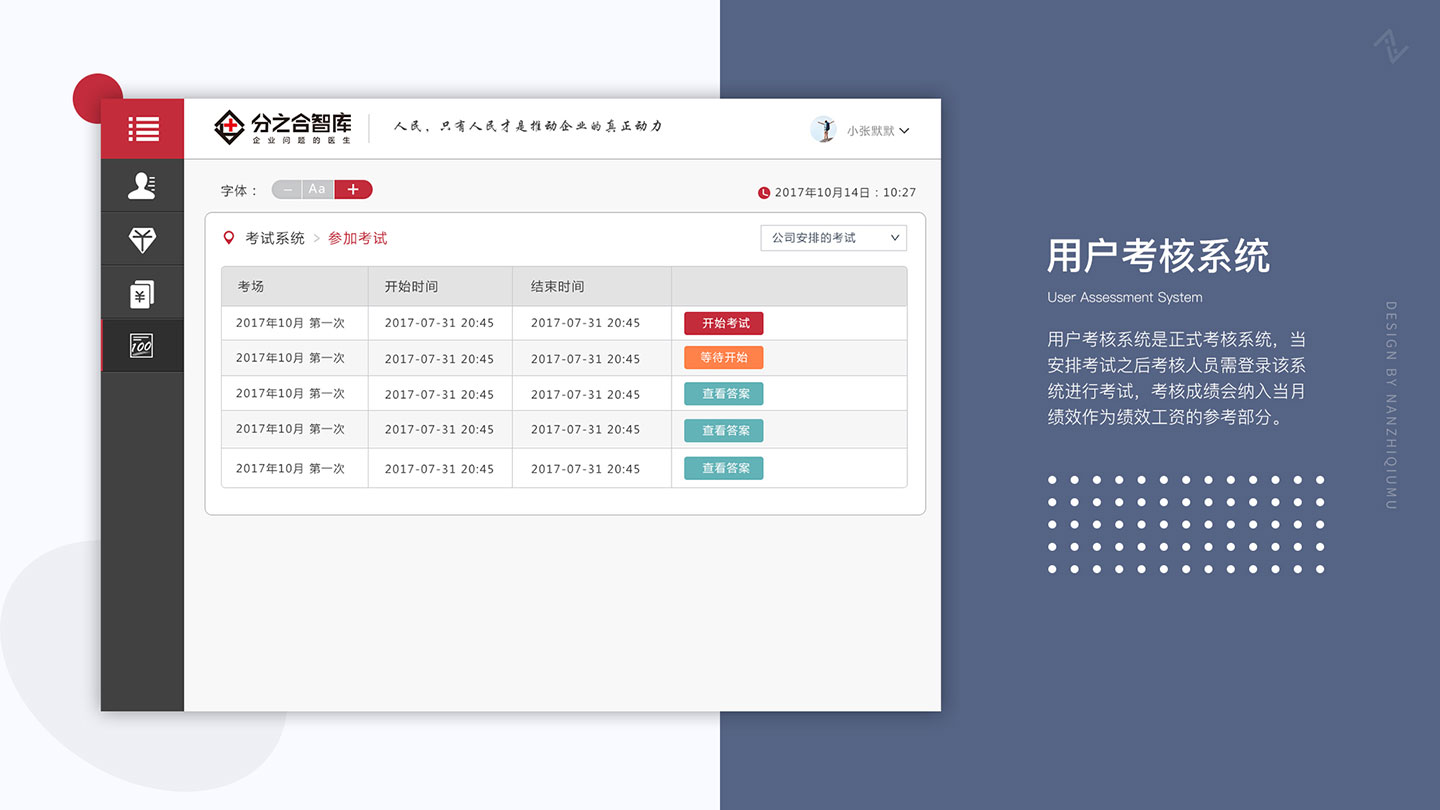 分之合智库
企业问题的医生
人民,只有人民才是推动企业的真正动力
小张默默
字体:
－ Aa ＋
2017年10月14日:10:27
考试系统 > 参加考试
公司安排的考试
考场 开始时间 结束时间
2017年10月 第一次 2017-07-31 20:45 2017-07-31 20:45 开始考试
2017年10月 第一次 2017-07-31 20:45 2017-07-31 20:45 等待开始
2017年10月 第一次 2017-07-31 20:45 2017-07-31 20:45 查看答案
2017年10月 第一次 2017-07-31 20:45 2017-07-31 20:45 查看答案
2017年10月 第一次 2017-07-31 20:45 2017-07-31 20:45 查看答案
¥
100
用户考核系统
User Assessment System
用户考核系统是正式考核系统，当
安排考试之后考核人员需登录该系
统进行考试，考核成绩会纳入当月
绩效作为绩效工资的参考部分。
DESIGN BY NANZHIQIUMU